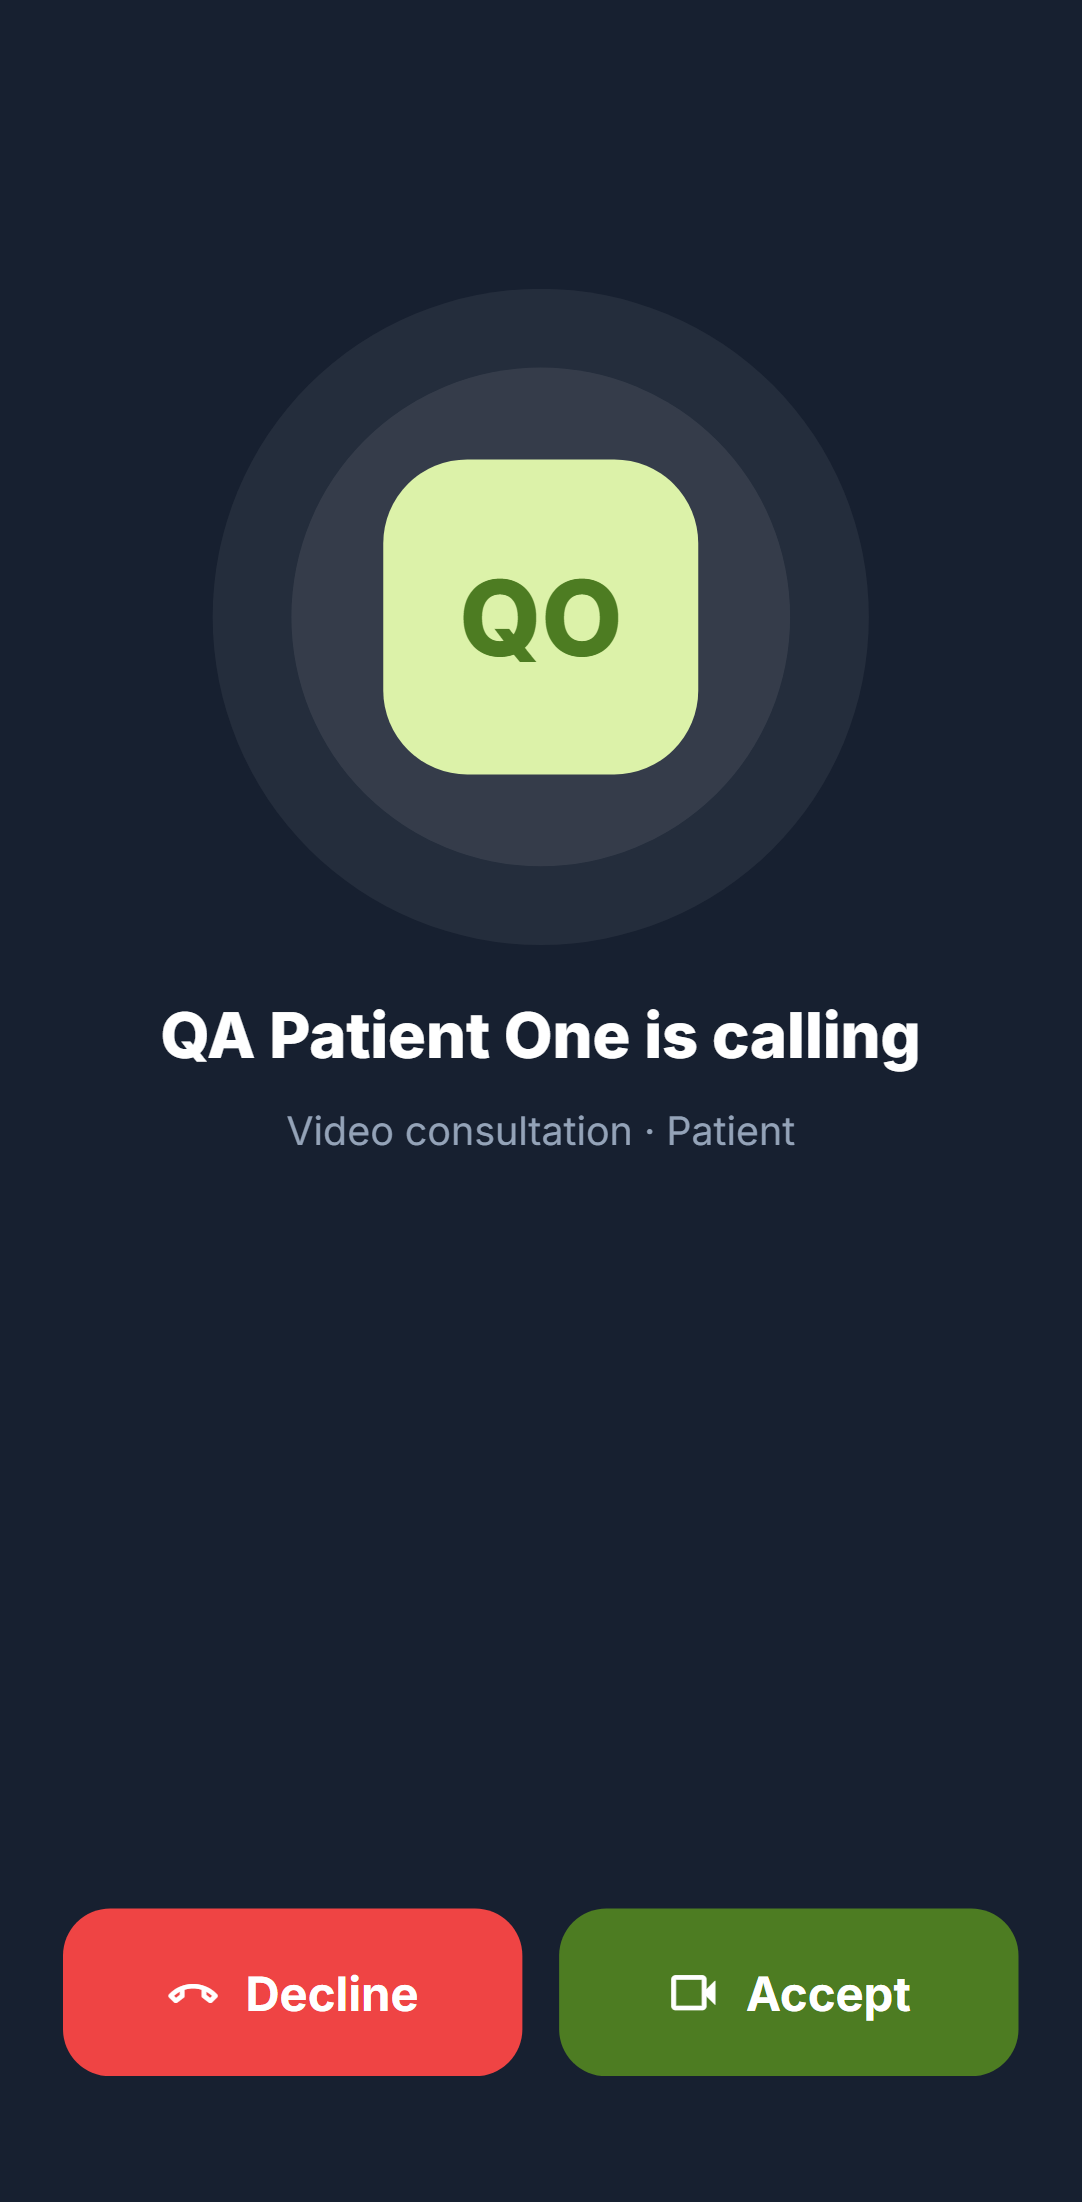 QO
QA Patient One is calling
Video consultation · Patient
Decline
Accept